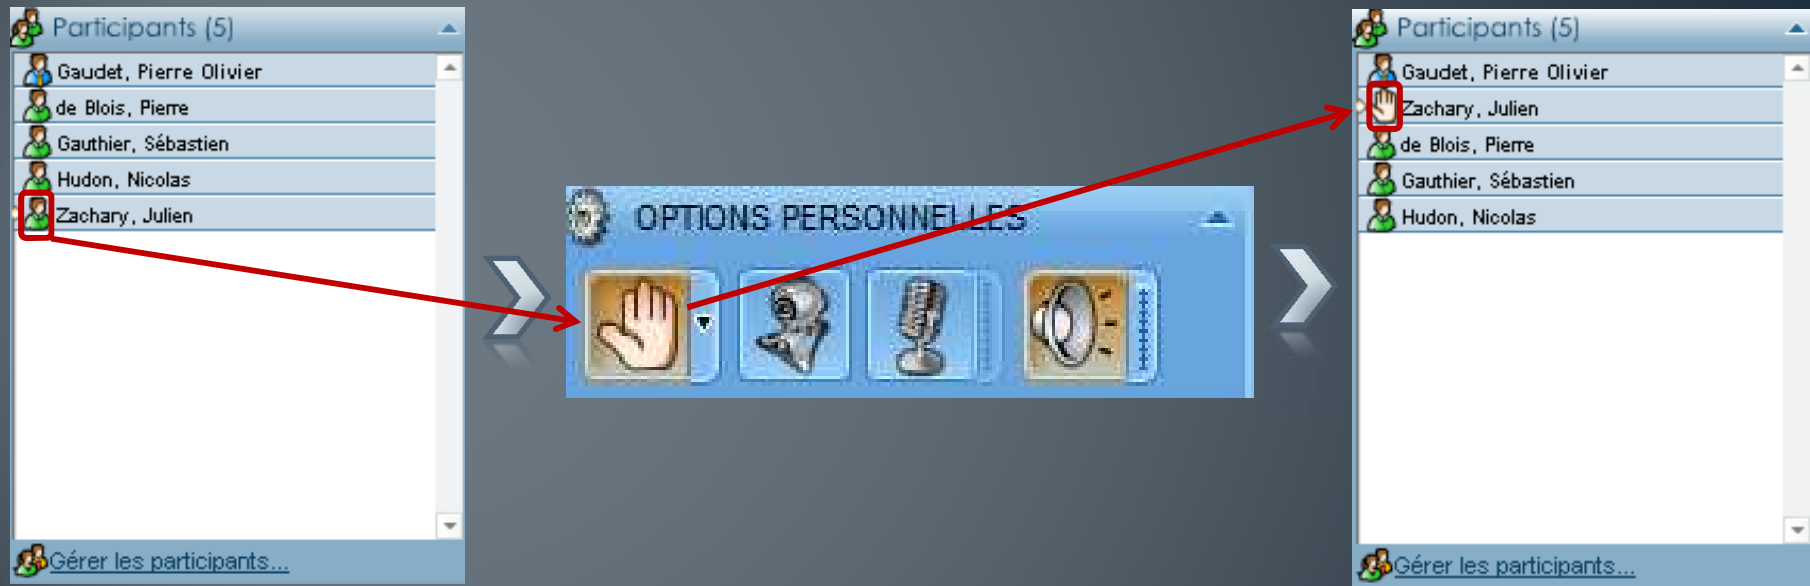 Participants (5)
Gaudet, Pierre Olivier
de Blois, Pierre
Gauthier, Sébastien
Hudon, Nicolas
Zachary, Julien
Gérer les participants...
OPTIONS PERSONNELLES
Participants (5)
Gaudet, Pierre Olivier
Zachary, Julien
de Blois, Pierre
Gauthier, Sébastien
Hudon, Nicolas
Gérer les participants...